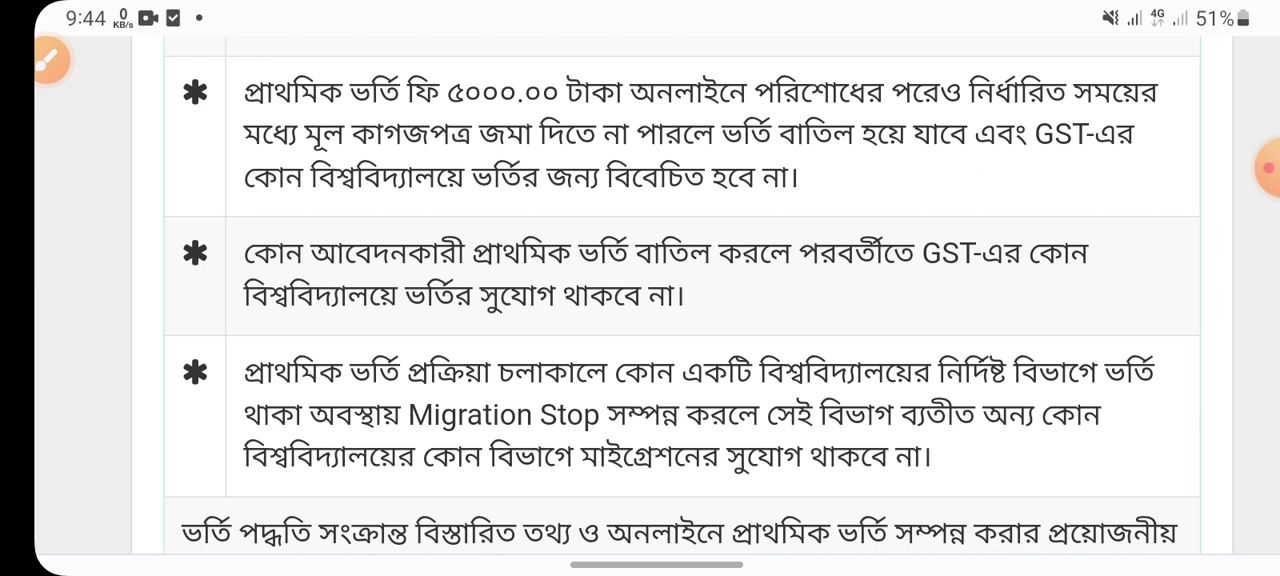 9:44 0 KB/s 4G 51%
✱ প্রাথমিক ভর্তি ফি ৫০০০.০০ টাকা অনলাইনে পরিশোধের পরেও নির্ধারিত সময়ের
মধ্যে মূল কাগজপত্র জমা দিতে না পারলে ভর্তি বাতিল হয়ে যাবে এবং GST-এর
কোন বিশ্ববিদ্যালয়ে ভর্তির জন্য বিবেচিত হবে না।
✱ কোন আবেদনকারী প্রাথমিক ভর্তি বাতিল করলে পরবর্তীতে GST-এর কোন
বিশ্ববিদ্যালয়ে ভর্তির সুযোগ থাকবে না।
✱ প্রাথমিক ভর্তি প্রক্রিয়া চলাকালে কোন একটি বিশ্ববিদ্যালয়ের নির্দিষ্ট বিভাগে ভর্তি
থাকা অবস্থায় Migration Stop সম্পন্ন করলে সেই বিভাগ ব্যতীত অন্য কোন
বিশ্ববিদ্যালয়ের কোন বিভাগে মাইগ্রেশনের সুযোগ থাকবে না।
ভর্তি পদ্ধতি সংক্রান্ত বিস্তারিত তথ্য ও অনলাইনে প্রাথমিক ভর্তি সম্পন্ন করার প্রয়োজনীয়